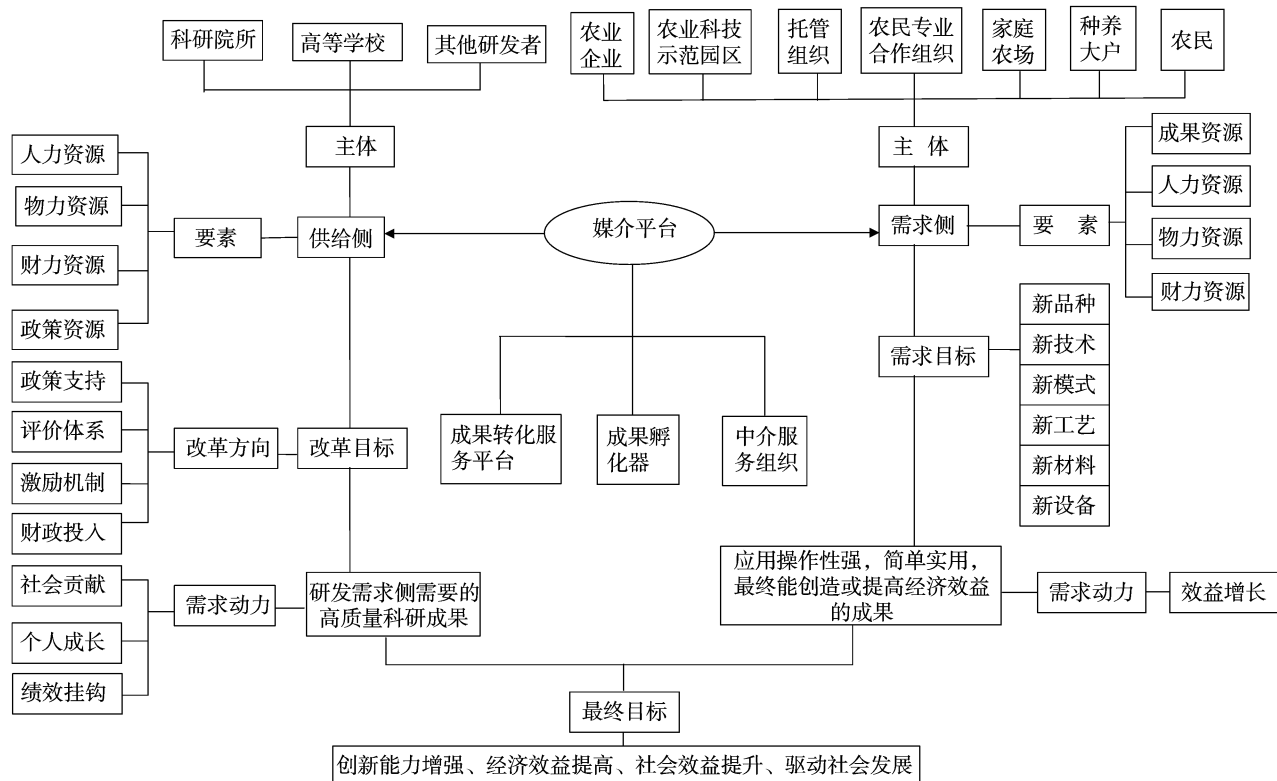 科研院所
高等学校
其他研发者
农业
企业
农业科技
示范园区
托管
组织
农民专业
合作组织
家庭
农场
种养
大户
农民
主体
主 体
人力资源
物力资源
财力资源
政策资源
要素
供给侧
媒介平台
需求侧
要 素
成果资源
人力资源
物力资源
财力资源
需求目标
新品种
新技术
新模式
新工艺
新材料
新设备
政策支持
评价体系
激励机制
财政投入
改革方向
改革目标
成果转化服
务平台
成果孵
化器
中介服
务组织
社会贡献
个人成长
绩效挂钩
需求动力
研发需求侧需要的
高质量科研成果
应用操作性强，简单实用，
最终能创造或提高经济效益
的成果
需求动力
效益增长
最终目标
创新能力增强、经济效益提高、社会效益提升、驱动社会发展